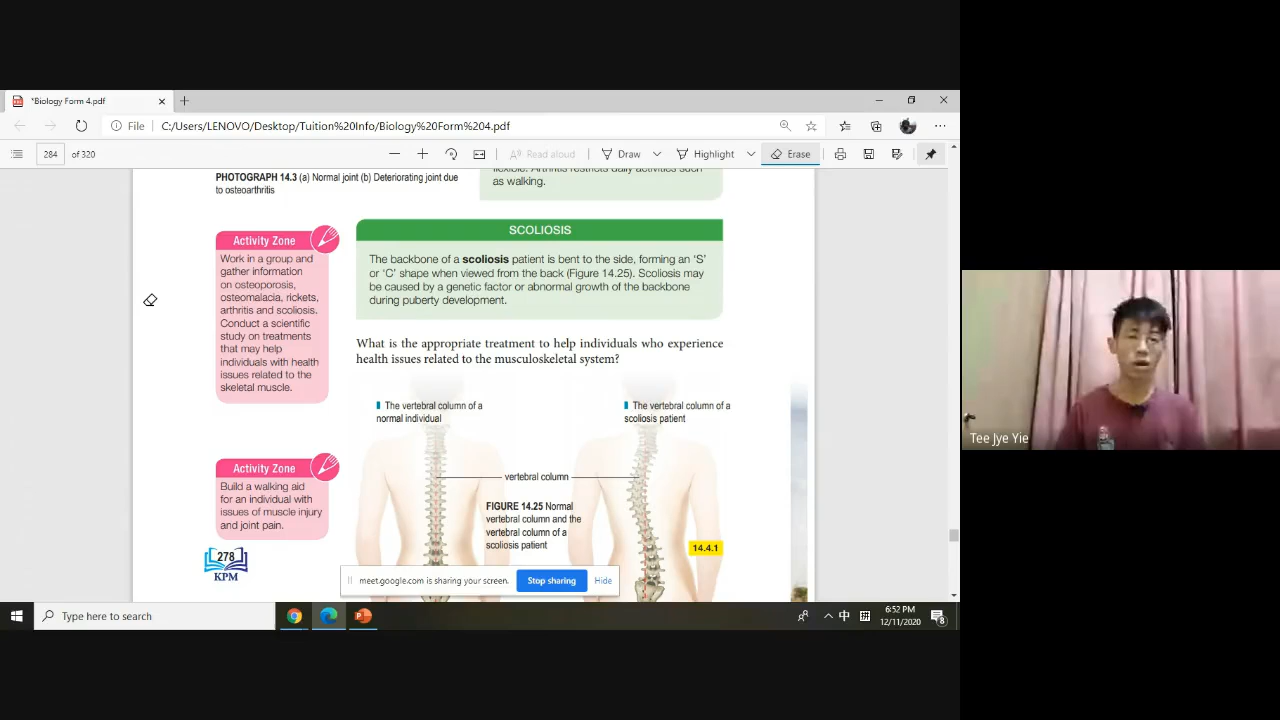 *Biology Form 4.pdf
File
C:/Users/LENOVO/Desktop/Tuition%20Info/Biology%20Form%204.pdf
284 of 320
Read aloud
Draw
Highlight
Erase
PHOTOGRAPH 14.3 (a) Normal joint (b) Deteriorating joint due
to osteoarthritis
flexible. Arthritis restricts daily activities such
as walking.
Activity Zone
Work in a group and
gather information
on osteoporosis,
osteomalacia, rickets,
arthritis and scoliosis.
Conduct a scientific
study on treatments
that may help
individuals with health
issues related to the
skeletal muscle.
SCOLIOSIS
The backbone of a scoliosis patient is bent to the side, forming an ‘S’
or ‘C’ shape when viewed from the back (Figure 14.25). Scoliosis may
be caused by a genetic factor or abnormal growth of the backbone
during puberty development.
What is the appropriate treatment to help individuals who experience
health issues related to the musculoskeletal system?
The vertebral column of a
normal individual
The vertebral column of a
scoliosis patient
vertebral column
FIGURE 14.25 Normal
vertebral column and the
vertebral column of a
scoliosis patient
14.4.1
Activity Zone
Build a walking aid
for an individual with
issues of muscle injury
and joint pain.
278
KPM
meet.google.com is sharing your screen.
Stop sharing
Hide
Tee Jye Yie
Type here to search
中
6:52 PM
12/11/2020
8